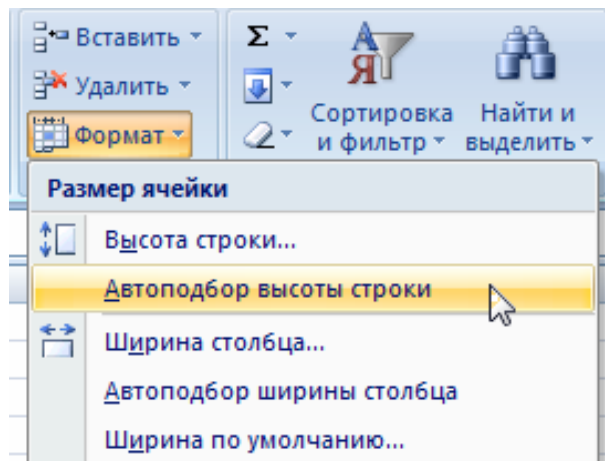 Вставить
Удалить
Формат
Σ
А
Я
Сортировка
и фильтр
Найти и
выделить
Размер ячейки
Высота строки...
Автоподбор высоты строки
Ширина столбца...
Автоподбор ширины столбца
Ширина по умолчанию...